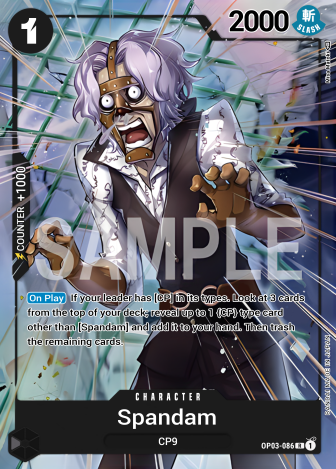 1
2000
斬
SLASH
COUNTER +1000
SAMPLE
On Play If your leader has [CP] in its types. Look at 3 cards
from the top of your deck; reveal up to 1 {CP} type card
other than [Spandam] and add it to your hand. Then trash
the remaining cards.
CHARACTER
Spandam
CP9
OP03-086 R 1